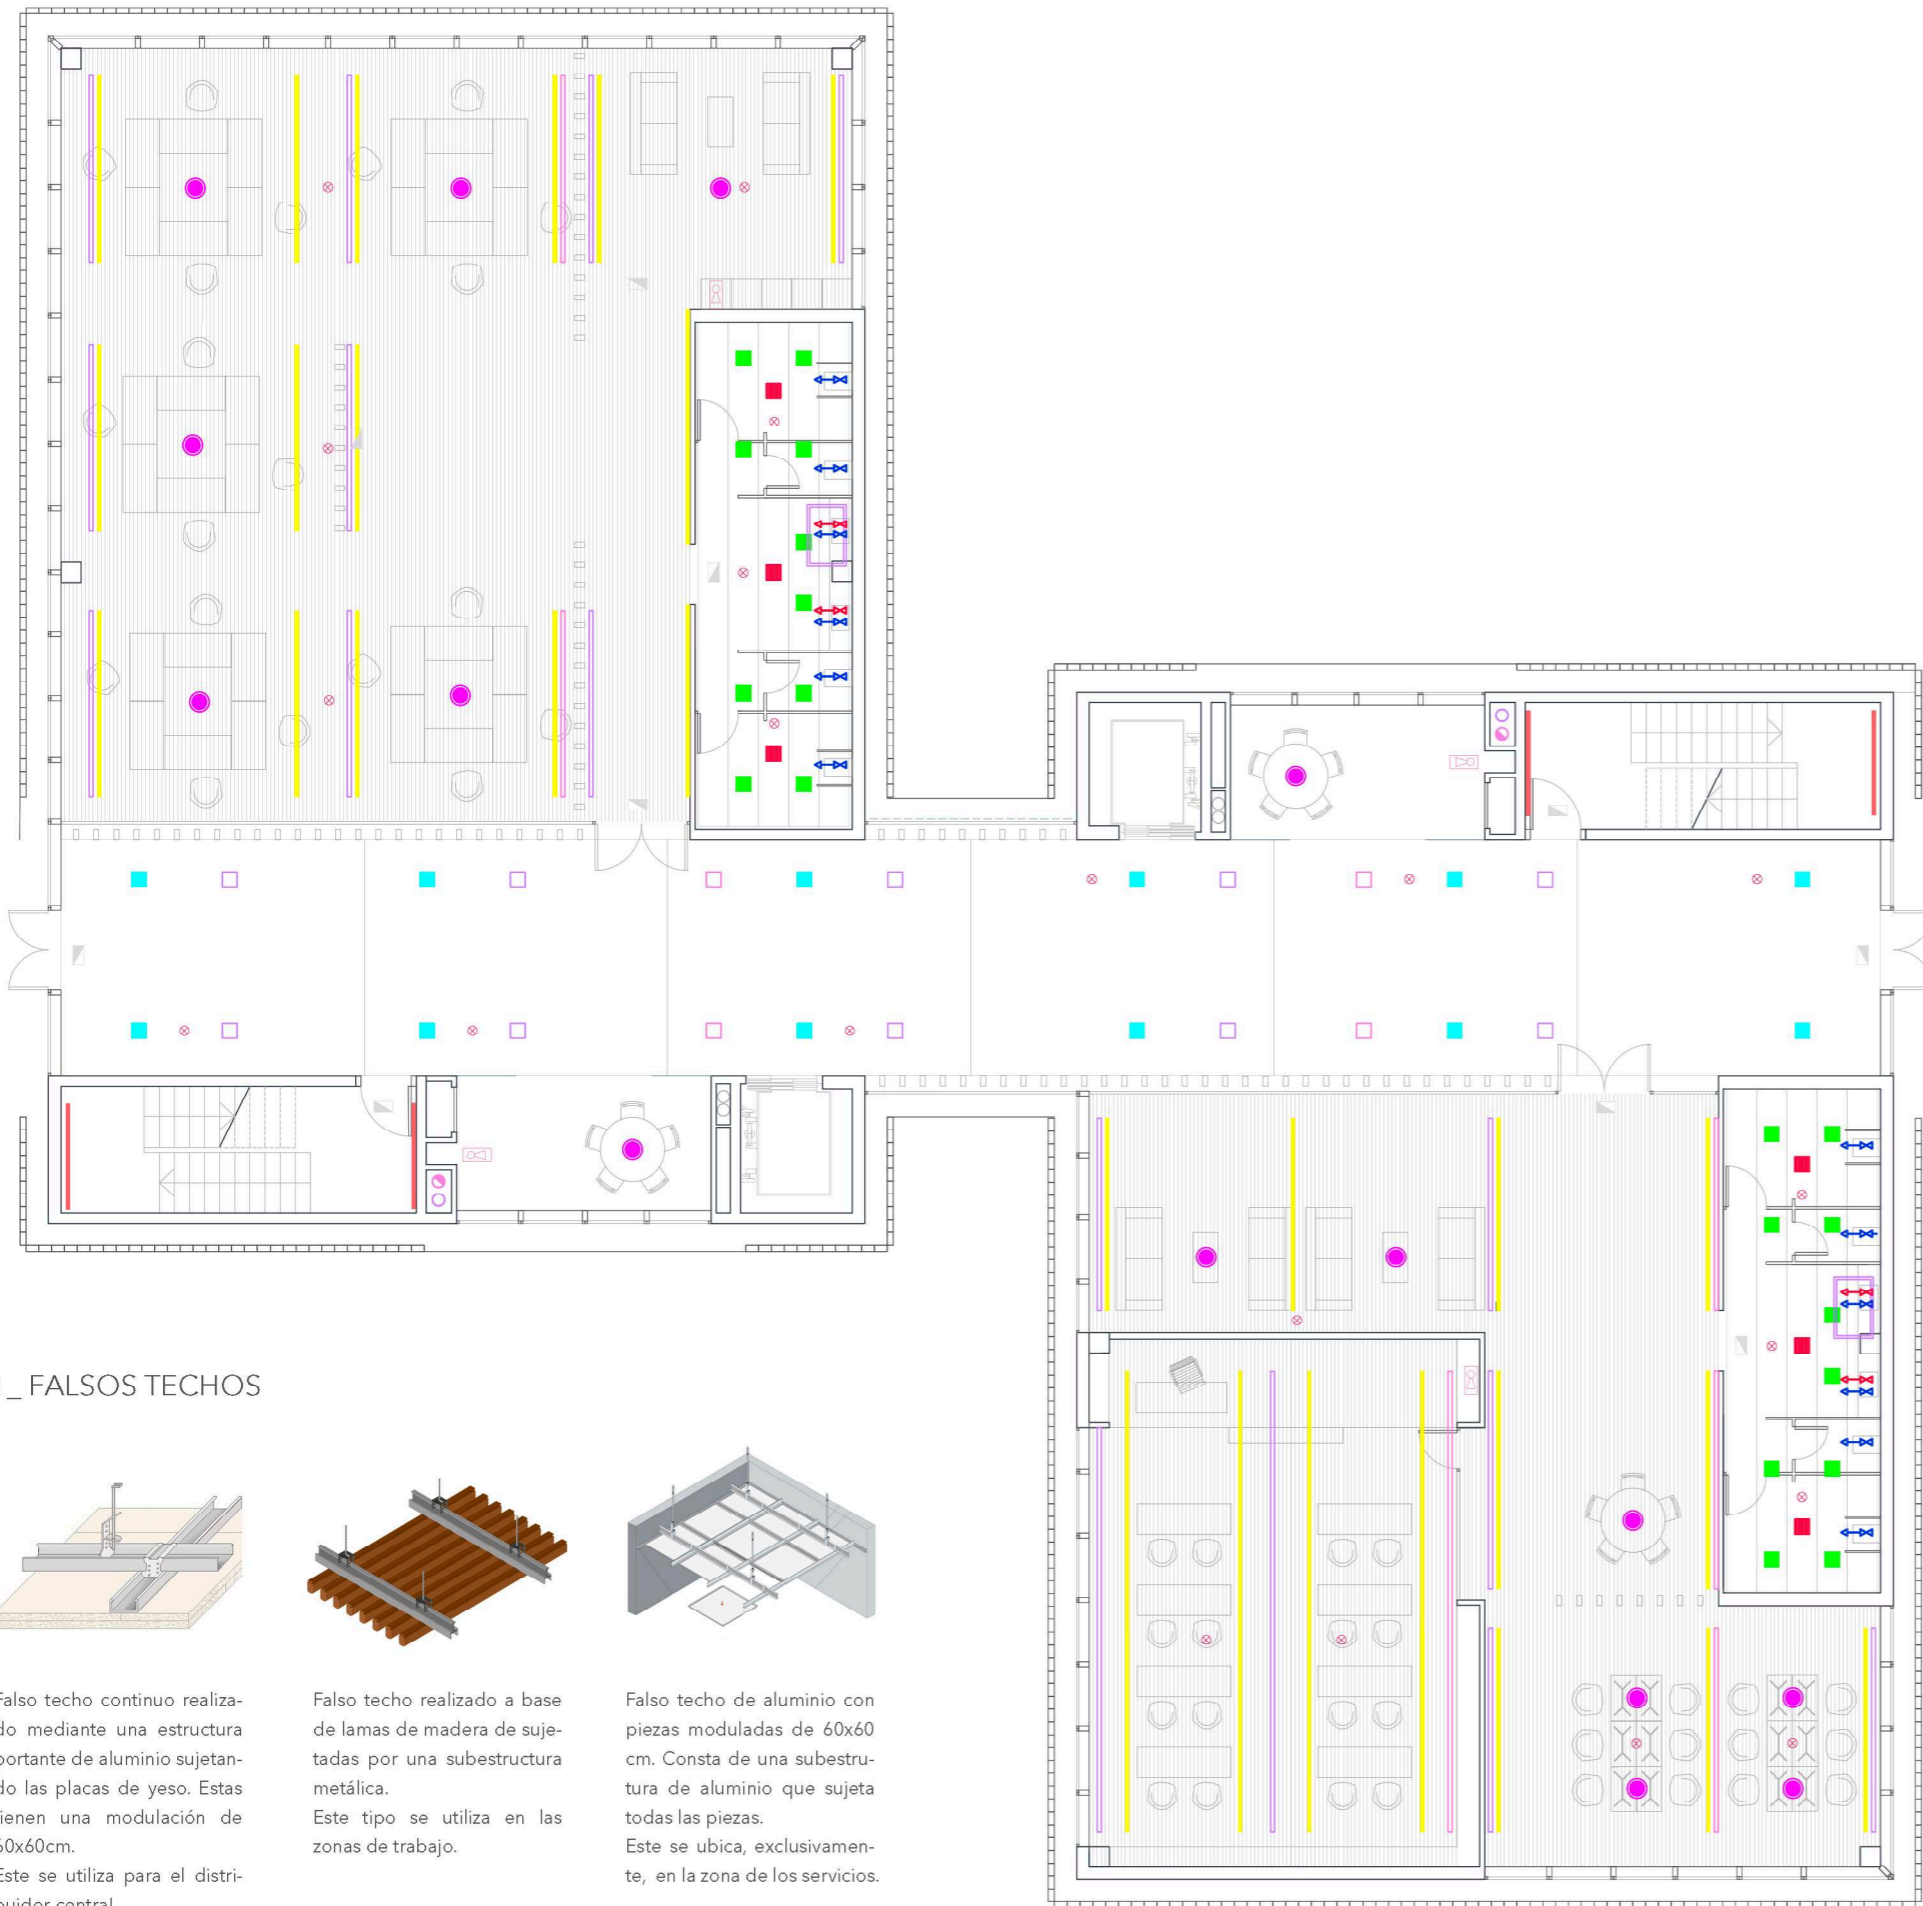 _ FALSOS TECHOS
Falso techo continuo realiza-
do mediante una estructura
portante de aluminio sujetan-
do las placas de yeso. Estas
tienen una modulación de
60x60cm.
Este se utiliza para el distri-
buidor central
Falso techo realizado a base
de lamas de madera de suje-
tadas por una subestructura
metálica.
Este tipo se utiliza en las
zonas de trabajo.
Falso techo de aluminio con
piezas moduladas de 60x60
cm. Consta de una subestru-
tura de aluminio que sujeta
todas las piezas.
Este se ubica, exclusivamen-
te, en la zona de los servicios.